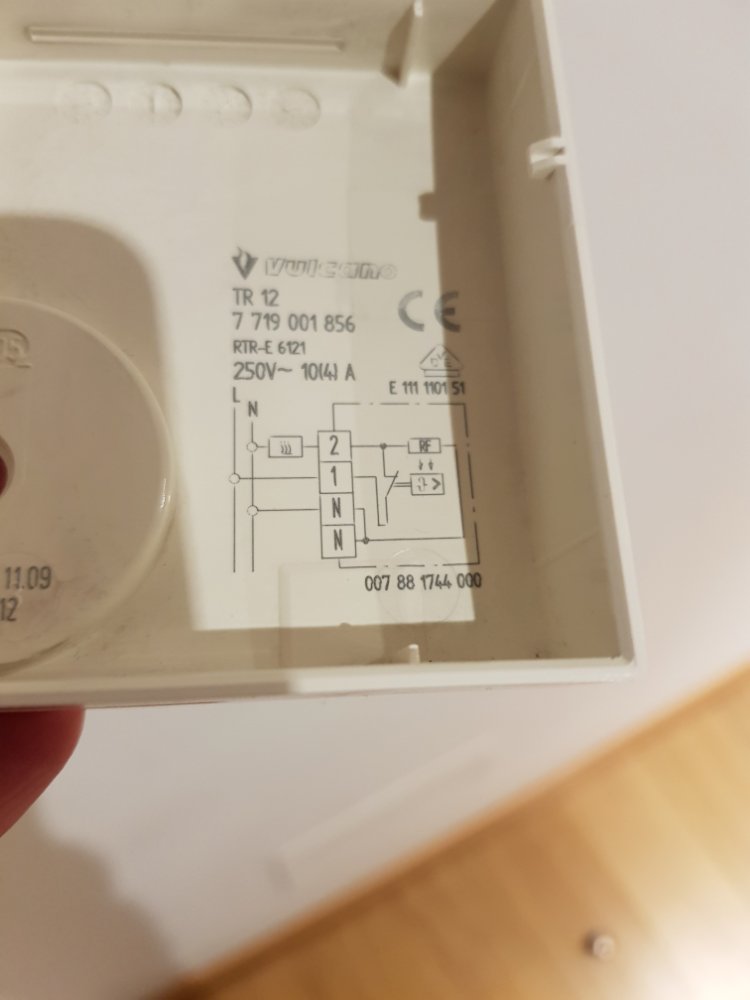 vulcano
TR 12
7 719 001 856
RTR-E 6121
250V~ 10(4) A
CE
E 111 1101 51
L
N
2
RF
1
N
N
007 88 1744 000
11.09
12